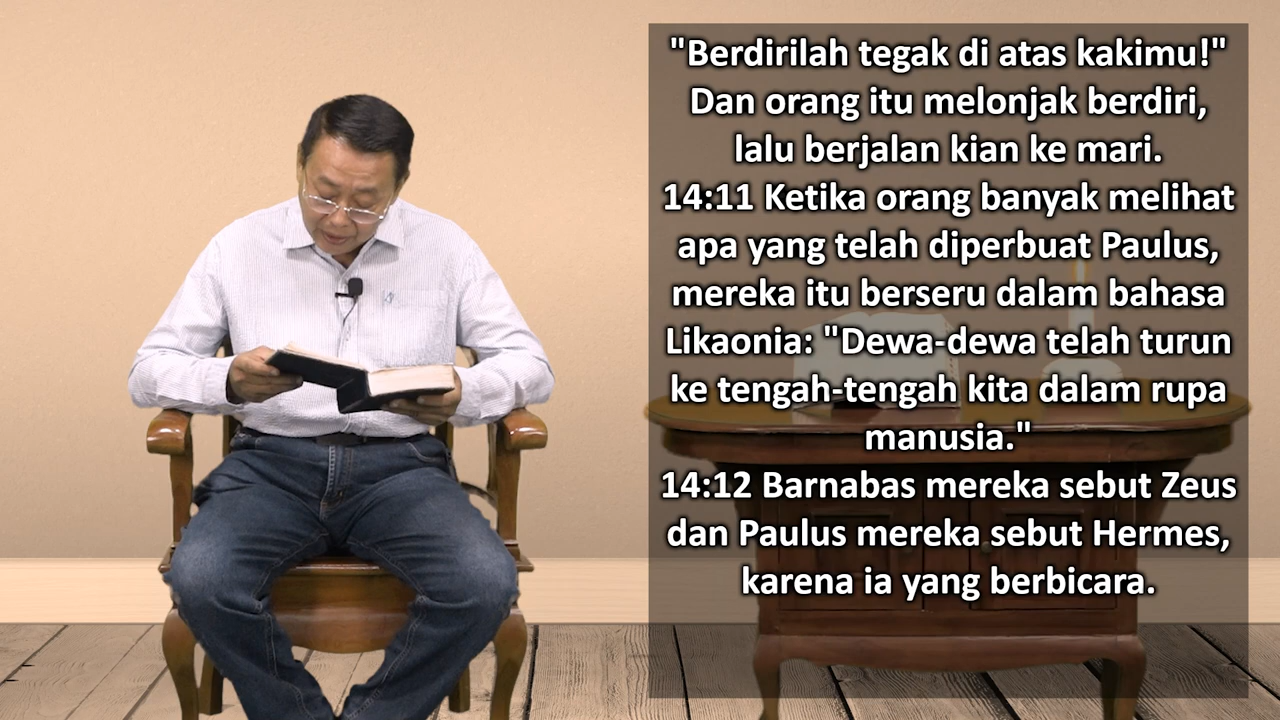 "Berdirilah tegak di atas kakimu!"
Dan orang itu melonjak berdiri,
lalu berjalan kian ke mari.
14:11 Ketika orang banyak melihat
apa yang telah diperbuat Paulus,
mereka itu berseru dalam bahasa
Likaonia: "Dewa-dewa telah turun
ke tengah-tengah kita dalam rupa
manusia."
14:12 Barnabas mereka sebut Zeus
dan Paulus mereka sebut Hermes,
karena ia yang berbicara.